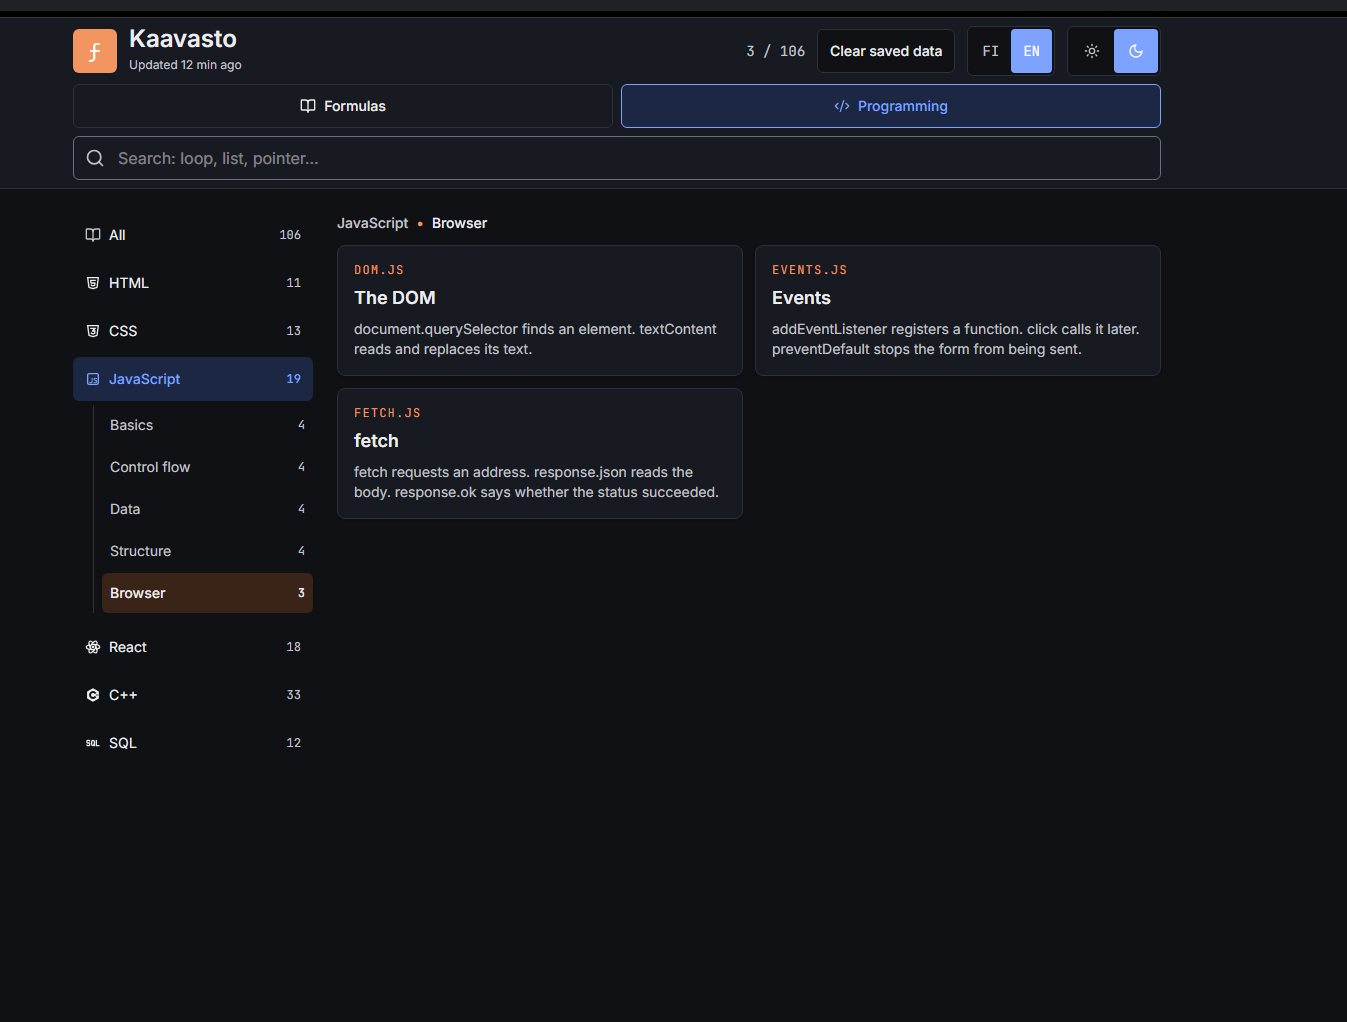 Kaavasto
Updated 12 min ago
3 / 106
Clear saved data
FI
EN
Formulas
</> Programming
Search: loop, list, pointer...
All 106
HTML 11
CSS 13
JavaScript 19
Basics 4
Control flow 4
Data 4
Structure 4
Browser 3
React 18
C++ 33
SQL SQL 12
JavaScript • Browser
DOM.JS
The DOM
document.querySelector finds an element. textContent
reads and replaces its text.
EVENTS.JS
Events
addEventListener registers a function. click calls it later.
preventDefault stops the form from being sent.
FETCH.JS
fetch
fetch requests an address. response.json reads the
body. response.ok says whether the status succeeded.